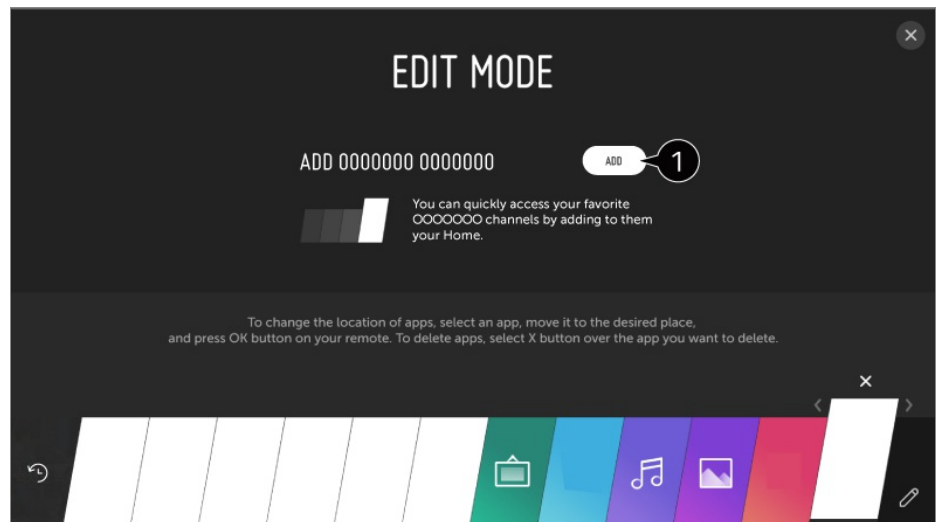 EDIT MODE
ADD OOOOOOO OOOOOOO
ADD
1
You can quickly access your favorite
OOOOOOO channels by adding to them
your Home.
To change the location of apps, select an app, move it to the desired place,
and press OK button on your remote. To delete apps, select X button over the app you want to delete.